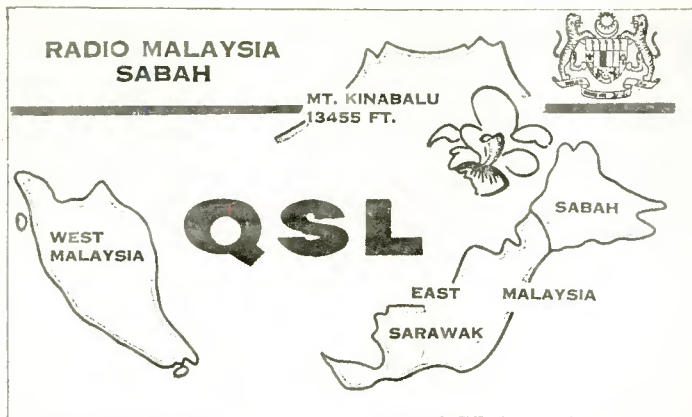 RADIO MALAYSIA
SABAH
MT. KINABALU
13455 FT.
QSL
WEST
MALAYSIA
SABAH
EAST MALAYSIA
SARAWAK